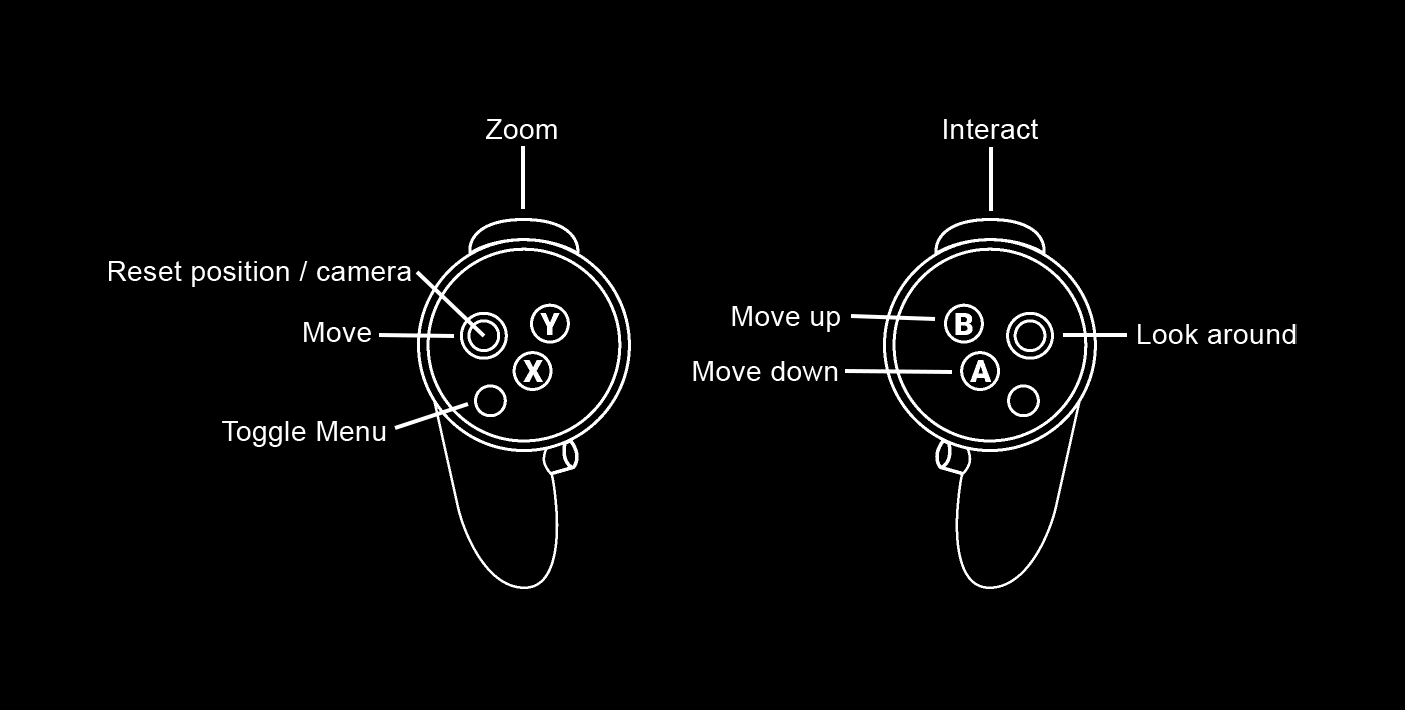 Zoom
Interact
Reset position / camera
Move
Y
X
Toggle Menu
Move up
B
Move down
A
Look around